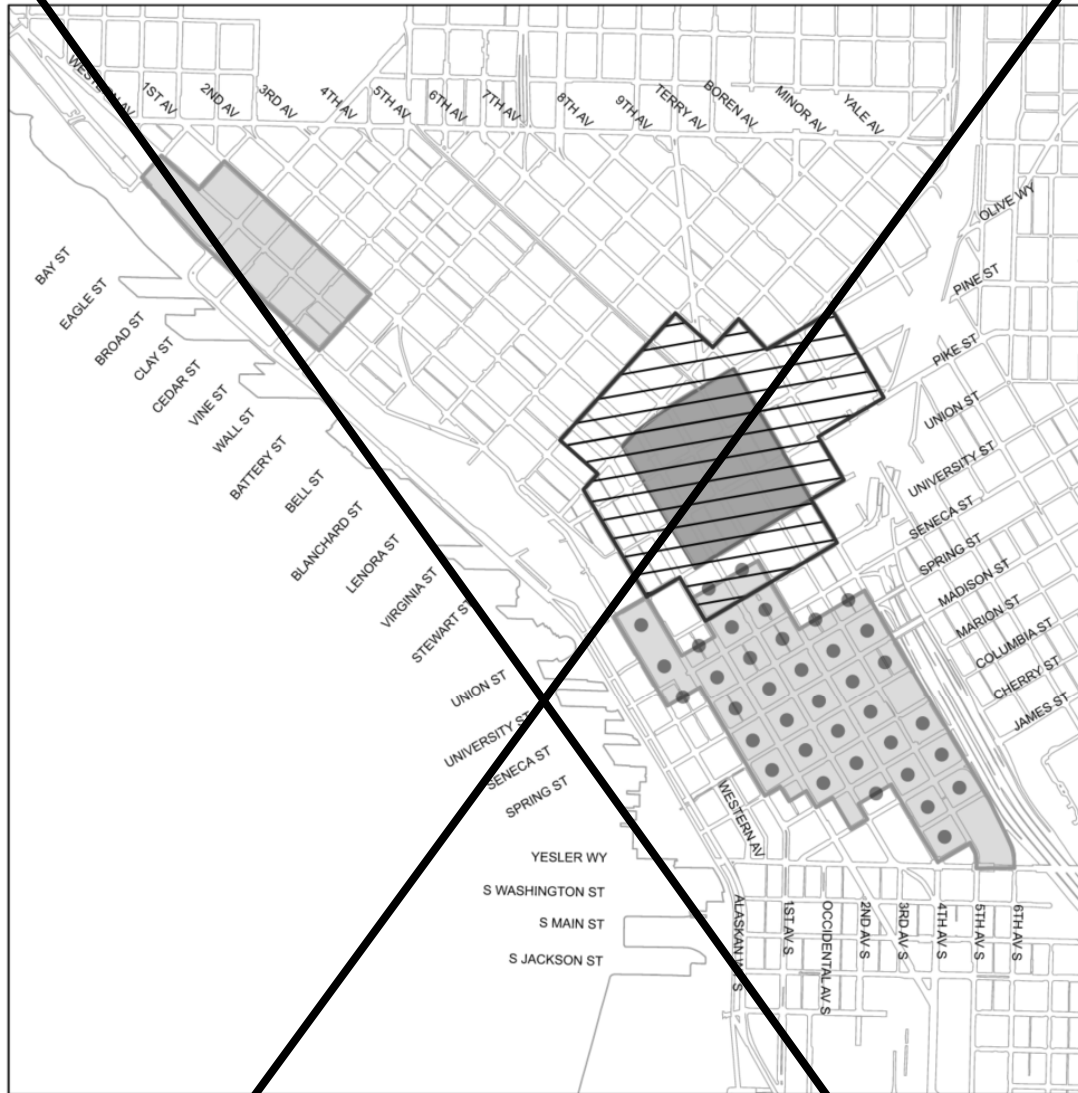 WESTERN AV
1ST AV
2ND AV
3RD AV
4TH AV
5TH AV
6TH AV
7TH AV
8TH AV
9TH AV
TERRY AV
BOREN AV
MINOR AV
YALE AV
OLIVE WY
PINE ST
PIKE ST
UNION ST
UNIVERSITY ST
SENECA ST
SPRING ST
MADISON ST
MARION ST
COLUMBIA ST
CHERRY ST
JAMES ST
BAY ST
EAGLE ST
BROAD ST
CLAY ST
CEDAR ST
VINE ST
WALL ST
BATTERY ST
BELL ST
BLANCHARD ST
LENORA ST
VIRGINIA ST
STEWART ST
UNION ST
UNIVERSITY ST
SENECA ST
SPRING ST
YESLER WY
S WASHINGTON ST
S MAIN ST
S JACKSON ST
WESTERN AV
ALASKAN WY S
1ST AV S
OCCIDENTAL AV S
2ND AV S
3RD AV S
4TH AV S
5TH AV S
6TH AV S